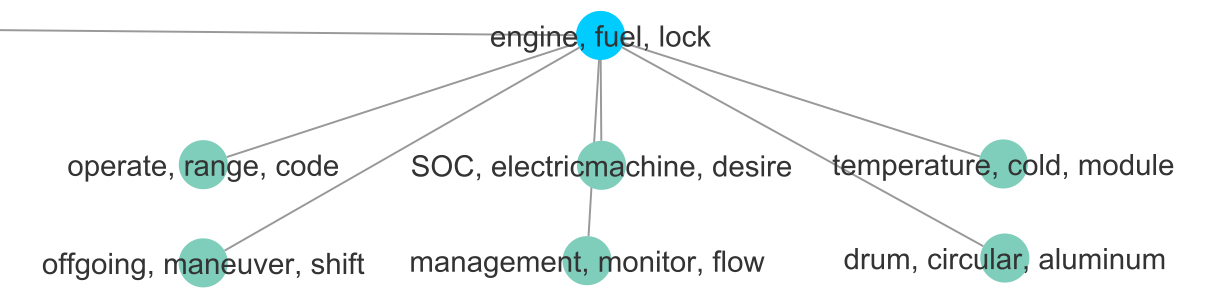 engine, fuel, lock
operate, range, code
SOC, electricmachine, desire
temperature, cold, module
offgoing, maneuver, shift
management, monitor, flow
drum, circular, aluminum